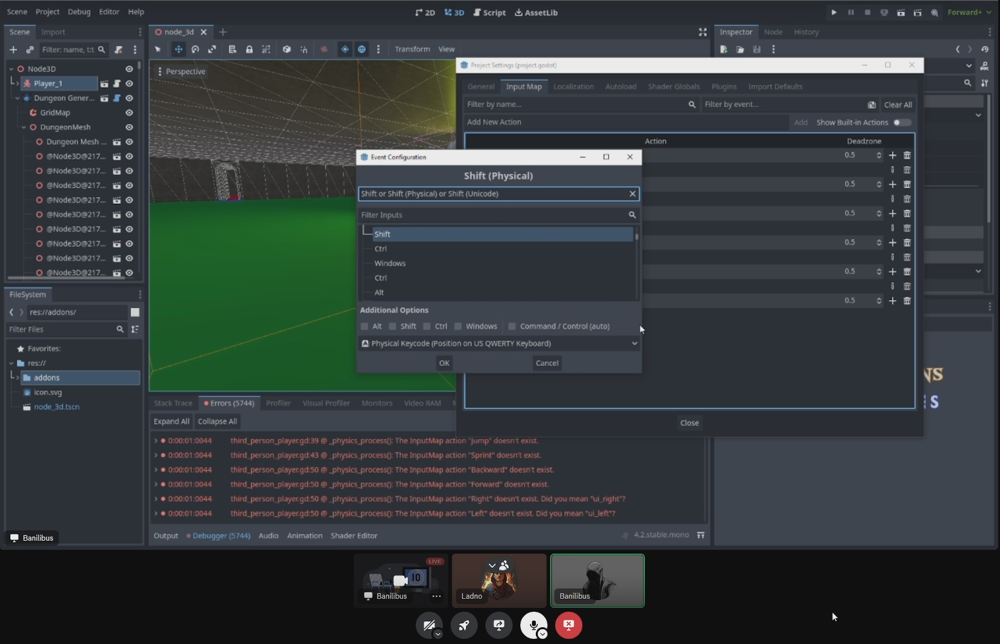 Scene Project Debug Editor Help
2D 3D Script AssetLib
Forward+
Scene Import
node_3d
Inspector Node History
Filter: name, t:t
Transform View
Node3D
Perspective
Player_1
Dungeon Gener...
GridMap
DungeonMesh
Dungeon Mesh ...
@Node3D@217...
@Node3D@217...
@Node3D@217...
@Node3D@217...
@Node3D@217...
@Node3D@217...
@Node3D@217...
@Node3D@217...
@Node3D@217...
Project Settings (project.godot)
General Input Map Localization Autoload Shader Globals Plugins Import Defaults
Filter by name... Filter by event... Clear All
Add New Action Add Show Built-in Actions
Action Deadzone
0.5
0.5
0.5
0.5
0.5
0.5
Close
Event Configuration
Shift (Physical)
Shift or Shift (Physical) or Shift (Unicode)
Filter Inputs
Shift
Ctrl
Windows
Ctrl
Alt
Additional Options
Alt Shift Ctrl Windows Command / Control (auto)
Physical Keycode (Position on US QWERTY Keyboard)
OK Cancel
FileSystem
res://addons/
Filter Files
Favorites:
res://
addons
icon.svg
node_3d.tscn
NS
S
Stack Trace Errors (5744) Profiler Visual Profiler Monitors Video RAM
Expand All Collapse All
0:00:01:0044 third_person_player.gd:39 @ _physics_process(): The InputMap action "Jump" doesn't exist.
0:00:01:0044 third_person_player.gd:43 @ _physics_process(): The InputMap action "Sprint" doesn't exist.
0:00:01:0044 third_person_player.gd:50 @ _physics_process(): The InputMap action "Backward" doesn't exist.
0:00:01:0044 third_person_player.gd:50 @ _physics_process(): The InputMap action "Forward" doesn't exist.
0:00:01:0044 third_person_player.gd:50 @ _physics_process(): The InputMap action "Right" doesn't exist. Did you mean "ui_right"?
0:00:01:0044 third_person_player.gd:50 @ _physics_process(): The InputMap action "Left" doesn't exist. Did you mean "ui_left"?
Output Debugger (5744) Audio Animation Shader Editor
4.2.stable.mono
Banilibus
LIVE
Banilibus
Ladno
Banilibus